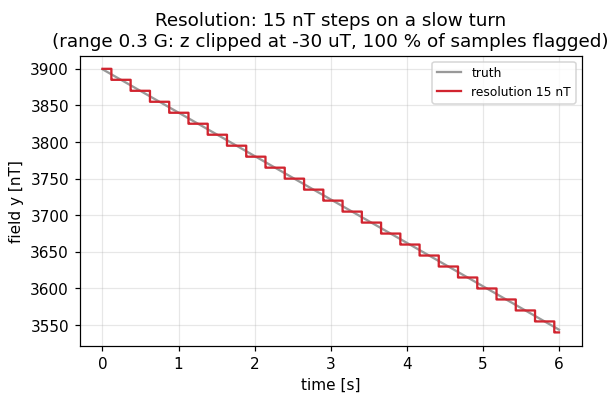 Resolution: 15 nT steps on a slow turn
(range 0.3 G: z clipped at -30 uT, 100 % of samples flagged)
truth
resolution 15 nT
field y [nT]
3900
3850
3800
3750
3700
3650
3600
3550
0 1 2 3 4 5 6
time [s]